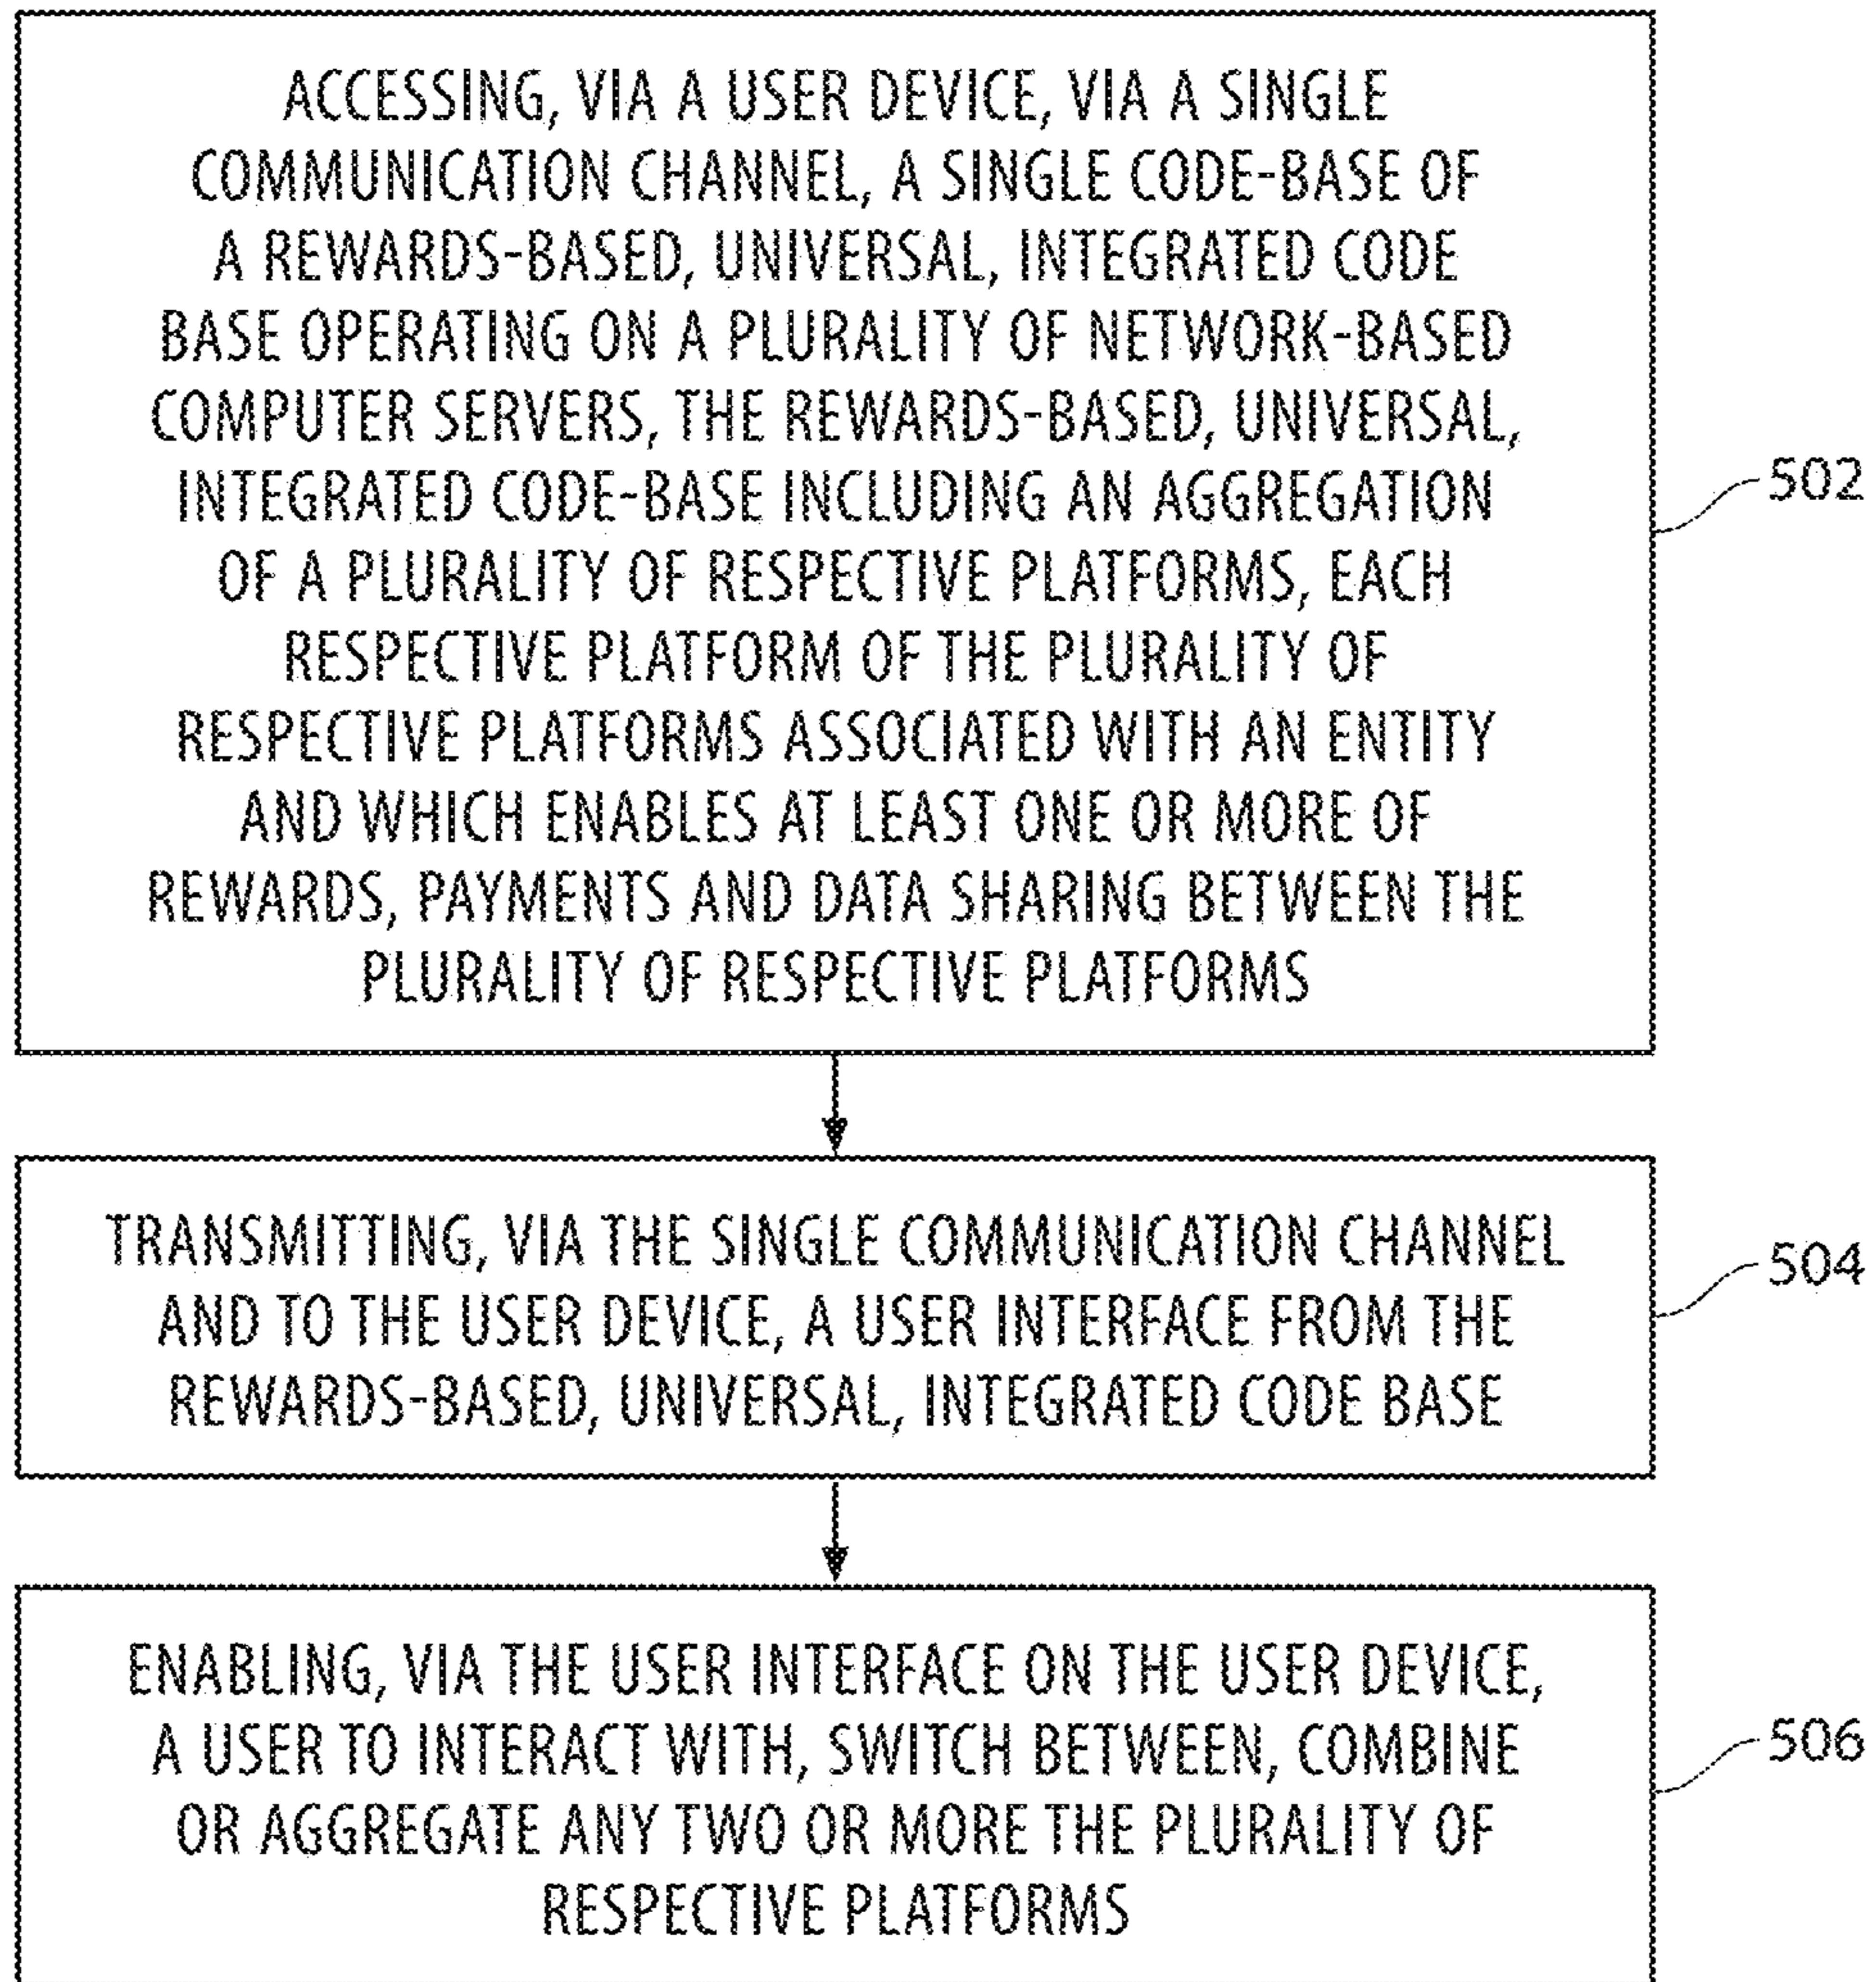 ACCESSING, VIA A USER DEVICE, VIA A SINGLE
COMMUNICATION CHANNEL, A SINGLE CODE-BASE OF
A REWARDS-BASED, UNIVERSAL, INTEGRATED CODE
BASE OPERATING ON A PLURALITY OF NETWORK-BASED
COMPUTER SERVERS, THE REWARDS-BASED, UNIVERSAL,
INTEGRATED CODE-BASE INCLUDING AN AGGREGATION
OF A PLURALITY OF RESPECTIVE PLATFORMS, EACH
RESPECTIVE PLATFORM OF THE PLURALITY OF
RESPECTIVE PLATFORMS ASSOCIATED WITH AN ENTITY
AND WHICH ENABLES AT LEAST ONE OR MORE OF
REWARDS, PAYMENTS AND DATA SHARING BETWEEN THE
PLURALITY OF RESPECTIVE PLATFORMS
502
TRANSMITTING, VIA THE SINGLE COMMUNICATION CHANNEL
AND TO THE USER DEVICE, A USER INTERFACE FROM THE
REWARDS-BASED, UNIVERSAL, INTEGRATED CODE BASE
504
ENABLING, VIA THE USER INTERFACE ON THE USER DEVICE,
A USER TO INTERACT WITH, SWITCH BETWEEN, COMBINE
OR AGGREGATE ANY TWO OR MORE THE PLURALITY OF
RESPECTIVE PLATFORMS
506